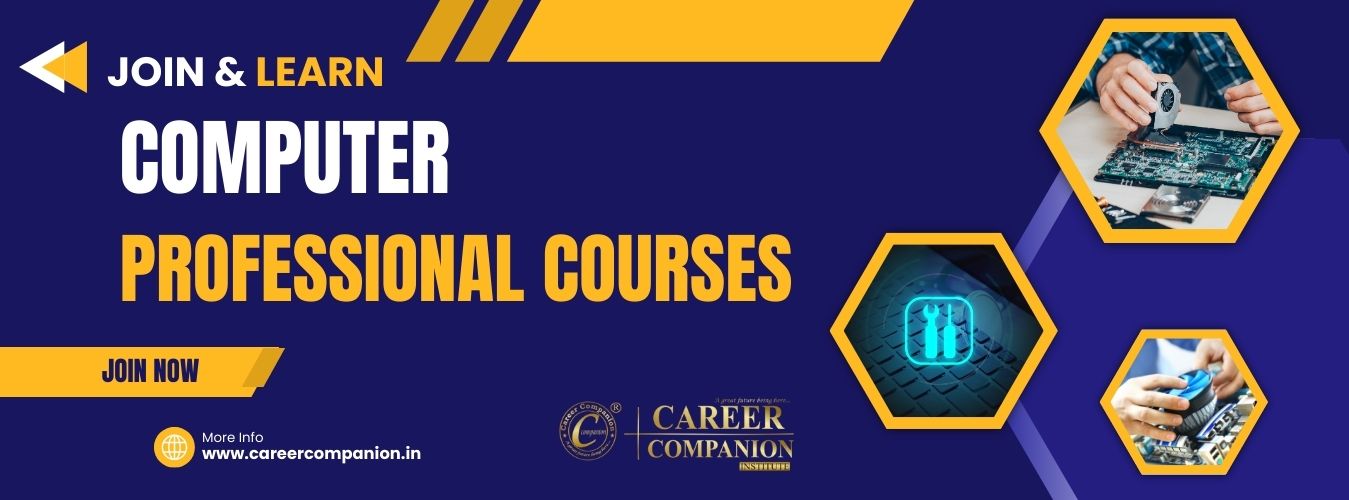 JOIN & LEARN
COMPUTER
PROFESSIONAL COURSES
JOIN NOW
More Info
www.careercompanion.in
Career Companion
®
C
companion
A great future being here...
CAREER
COMPANION
INSTITUTE